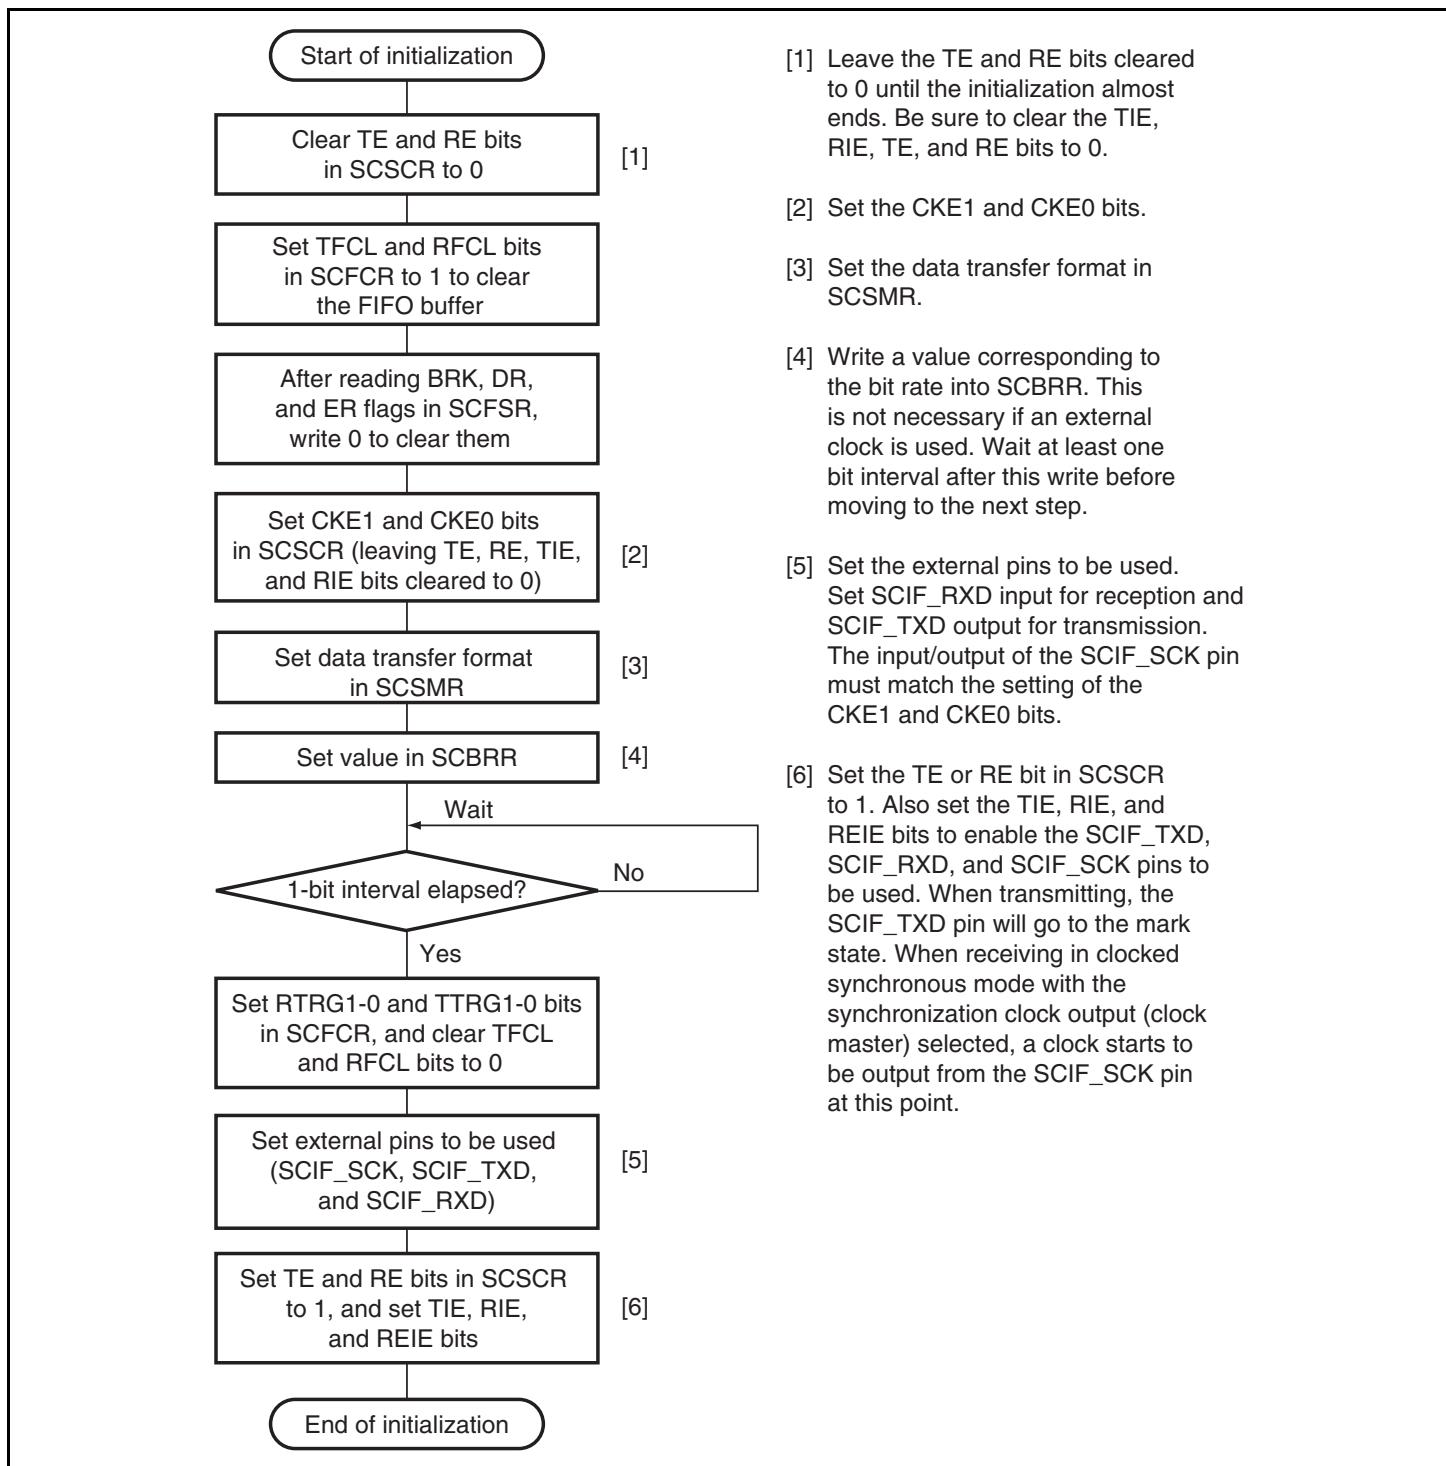 Start of initialization
Clear TE and RE bits
in SCSCR to 0
[1]
Set TFCL and RFCL bits
in SCFCR to 1 to clear
the FIFO buffer
After reading BRK, DR,
and ER flags in SCFSR,
write 0 to clear them
Set CKE1 and CKE0 bits
in SCSCR (leaving TE, RE, TIE,
and RIE bits cleared to 0)
[2]
Set data transfer format
in SCSMR
[3]
Set value in SCBRR
[4]
Wait
1-bit interval elapsed?
No
Yes
Set RTRG1-0 and TTRG1-0 bits
in SCFCR, and clear TFCL
and RFCL bits to 0
Set external pins to be used
(SCIF_SCK, SCIF_TXD,
and SCIF_RXD)
[5]
Set TE and RE bits in SCSCR
to 1, and set TIE, RIE,
and REIE bits
[6]
End of initialization
[1] Leave the TE and RE bits cleared
to 0 until the initialization almost
ends. Be sure to clear the TIE,
RIE, TE, and RE bits to 0.
[2] Set the CKE1 and CKE0 bits.
[3] Set the data transfer format in
SCSMR.
[4] Write a value corresponding to
the bit rate into SCBRR. This
is not necessary if an external
clock is used. Wait at least one
bit interval after this write before
moving to the next step.
[5] Set the external pins to be used.
Set SCIF_RXD input for reception and
SCIF_TXD output for transmission.
The input/output of the SCIF_SCK pin
must match the setting of the
CKE1 and CKE0 bits.
[6] Set the TE or RE bit in SCSCR
to 1. Also set the TIE, RIE, and
REIE bits to enable the SCIF_TXD,
SCIF_RXD, and SCIF_SCK pins to
be used. When transmitting, the
SCIF_TXD pin will go to the mark
state. When receiving in clocked
synchronous mode with the
synchronization clock output (clock
master) selected, a clock starts to
be output from the SCIF_SCK pin
at this point.